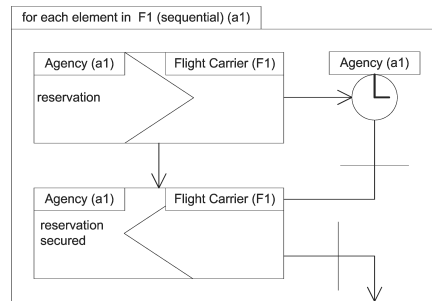 for each element in F1 (sequential) (a1)
Agency (a1)
Flight Carrier (F1)
Agency (a1)
reservation
Agency (a1)
Flight Carrier (F1)
reservation
secured